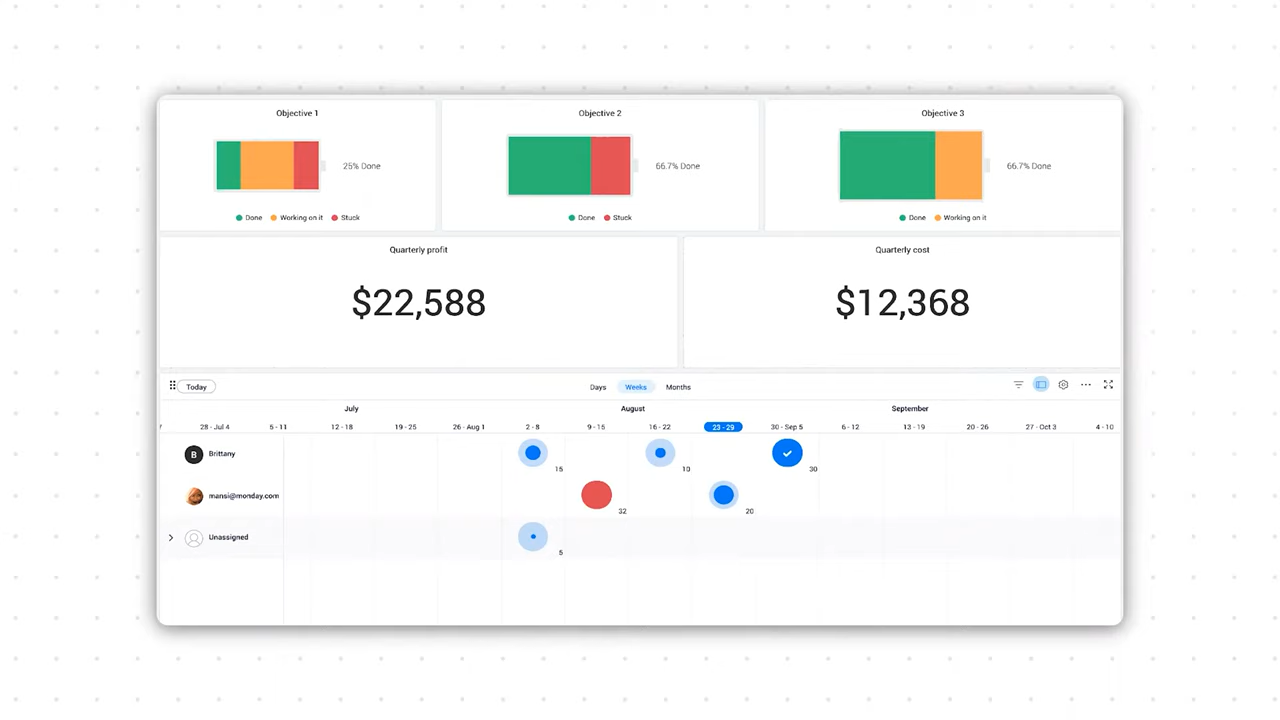 Objective 1
Objective 2
Objective 3
25% Done
66.7% Done
66.7% Done
Done Working on it Stuck
Done Stuck
Done Working on it
Quarterly profit
Quarterly cost
$22,588
$12,368
Today
Days Weeks Months
July August September
28 - Jul 4 5 - 11 12 - 18 19 - 25 26 - Aug 1 2 - 8 9 - 15 16 - 22 23 - 29 30 - Sep 5 6 - 12 13 - 19 20 - 26 27 - Oct 3 4 - 10
B Brittany
15 10 30
mansi@monday.com
32 20
Unassigned
5